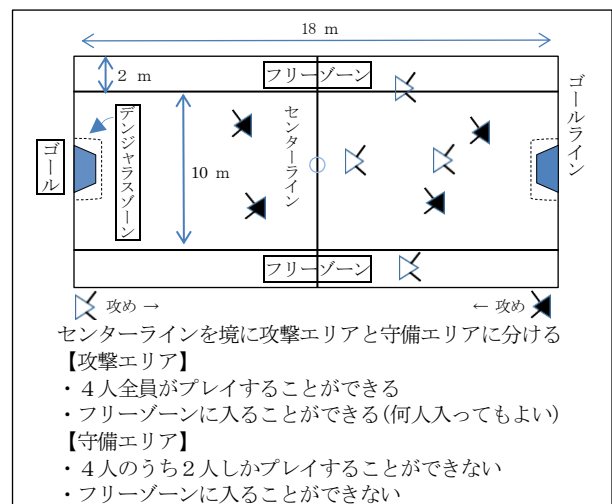 18 m
フリーゾーン
2 m
デンジャラスゾーン
センターライン
ゴールライン
ゴール
10 m
フリーゾーン
攻め →
← 攻め
センターラインを境に攻撃エリアと守備エリアに分ける
【攻撃エリア】
・４人全員がプレイすることができる
・フリーゾーンに入ることができる(何人入ってもよい)
【守備エリア】
・４人のうち２人しかプレイすることができない
・フリーゾーンに入ることができない